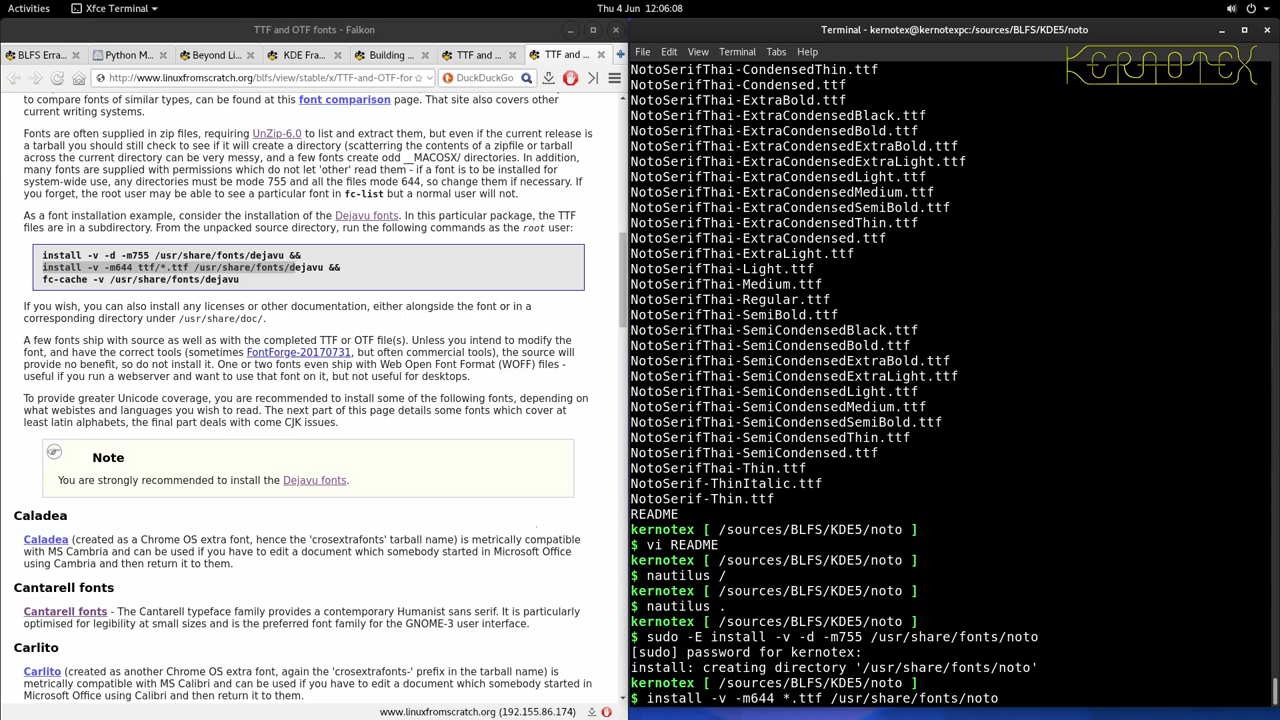 Activities
Xfce Terminal
Thu 4 Jun  12:06:08
TTF and OTF fonts - Falkon
BLFS Erra...
Python M...
Beyond Li...
KDE Fra...
Building ...
TTF and ...
TTF and ...
http://www.linuxfromscratch.org/blfs/view/stable/x/TTF-and-OTF-for
DuckDuckGo
to compare fonts of similar types, can be found at this font comparison page. That site also covers other
current writing systems.
Fonts are often supplied in zip files, requiring UnZip-6.0 to list and extract them, but even if the current release is
a tarball you should still check to see if it will create a directory (scattering the contents of a zipfile or tarball
across the current directory can be very messy, and a few fonts create odd __MACOSX/ directories. In addition,
many fonts are supplied with permissions which do not let 'other' read them - if a font is to be installed for
system-wide use, any directories must be mode 755 and all the files mode 644, so change them if necessary. If
you forget, the root user may be able to see a particular font in fc-list but a normal user will not.
As a font installation example, consider the installation of the Dejavu fonts. In this particular package, the TTF
files are in a subdirectory. From the unpacked source directory, run the following commands as the root user:
install -v -d -m755 /usr/share/fonts/dejavu &&
install -v -m644 ttf/*.ttf /usr/share/fonts/dejavu &&
fc-cache -v /usr/share/fonts/dejavu
If you wish, you can also install any licenses or other documentation, either alongside the font or in a
corresponding directory under /usr/share/doc/.
A few fonts ship with source as well as with the completed TTF or OTF file(s). Unless you intend to modify the
font, and have the correct tools (sometimes FontForge-20170731, but often commercial tools), the source will
provide no benefit, so do not install it. One or two fonts even ship with Web Open Font Format (WOFF) files -
useful if you run a webserver and want to use that font on it, but not useful for desktops.
To provide greater Unicode coverage, you are recommended to install some of the following fonts, depending on
what webistes and languages you wish to read. The next part of this page details some fonts which cover at
least latin alphabets, the final part deals with come CJK issues.
Note
You are strongly recommended to install the Dejavu fonts.
Caladea
Caladea (created as a Chrome OS extra font, hence the 'crosextrafonts' tarball name) is metrically compatible
with MS Cambria and can be used if you have to edit a document which somebody started in Microsoft Office
using Cambria and then return it to them.
Cantarell fonts
Cantarell fonts - The Cantarell typeface family provides a contemporary Humanist sans serif. It is particularly
optimised for legibility at small sizes and is the preferred font family for the GNOME-3 user interface.
Carlito
Carlito (created as another Chrome OS extra font, again the 'crosextrafonts-' prefix in the tarball name) is
metrically compatible with MS Calibri and can be used if you have to edit a document which somebody started in
Microsoft Office using Calibri and then return it to them.
www.linuxfromscratch.org (192.155.86.174)
Terminal - kernotex@kernotexpc:/sources/BLFS/KDE5/noto
File Edit View Terminal Tabs Help
KERNOTEX
NotoSerifThai-CondensedThin.ttf
NotoSerifThai-Condensed.ttf
NotoSerifThai-ExtraBold.ttf
NotoSerifThai-ExtraCondensedBlack.ttf
NotoSerifThai-ExtraCondensedBold.ttf
NotoSerifThai-ExtraCondensedExtraBold.ttf
NotoSerifThai-ExtraCondensedExtraLight.ttf
NotoSerifThai-ExtraCondensedLight.ttf
NotoSerifThai-ExtraCondensedMedium.ttf
NotoSerifThai-ExtraCondensedSemiBold.ttf
NotoSerifThai-ExtraCondensedThin.ttf
NotoSerifThai-ExtraCondensed.ttf
NotoSerifThai-ExtraLight.ttf
NotoSerifThai-Light.ttf
NotoSerifThai-Medium.ttf
NotoSerifThai-Regular.ttf
NotoSerifThai-SemiBold.ttf
NotoSerifThai-SemiCondensedBlack.ttf
NotoSerifThai-SemiCondensedBold.ttf
NotoSerifThai-SemiCondensedExtraBold.ttf
NotoSerifThai-SemiCondensedExtraLight.ttf
NotoSerifThai-SemiCondensedLight.ttf
NotoSerifThai-SemiCondensedMedium.ttf
NotoSerifThai-SemiCondensedSemiBold.ttf
NotoSerifThai-SemiCondensedThin.ttf
NotoSerifThai-SemiCondensed.ttf
NotoSerifThai-Thin.ttf
NotoSerif-ThinItalic.ttf
NotoSerif-Thin.ttf
README
kernotex [ /sources/BLFS/KDE5/noto ]
$ vi README
kernotex [ /sources/BLFS/KDE5/noto ]
$ nautilus /
kernotex [ /sources/BLFS/KDE5/noto ]
$ nautilus .
kernotex [ /sources/BLFS/KDE5/noto ]
$ sudo -E install -v -d -m755 /usr/share/fonts/noto
[sudo] password for kernotex:
install: creating directory '/usr/share/fonts/noto'
kernotex [ /sources/BLFS/KDE5/noto ]
$ install -v -m644 *.ttf /usr/share/fonts/noto